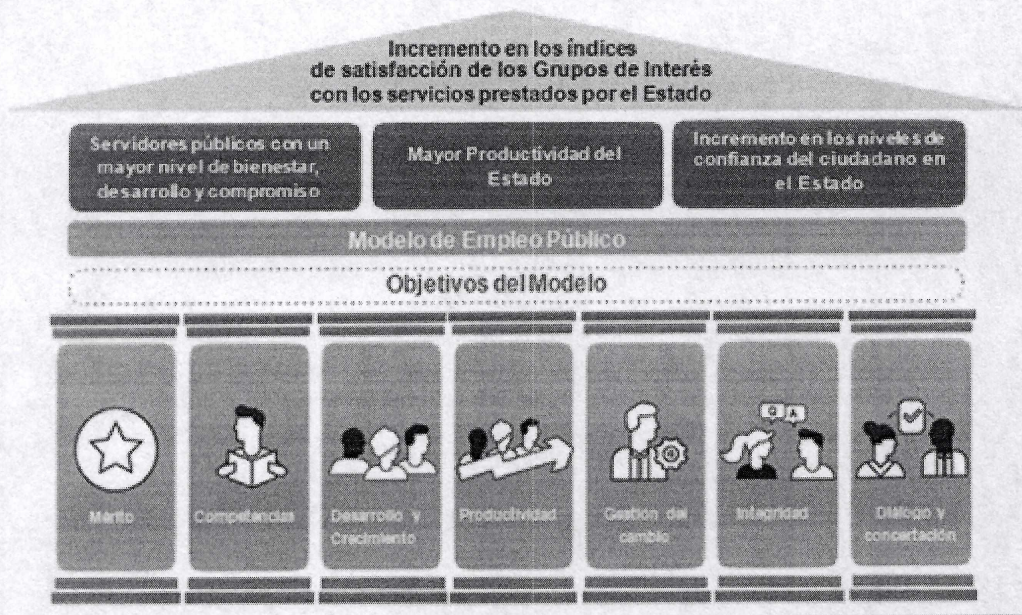 Incremento en los índices
de satisfacción de los Grupos de Interés
con los servicios prestados por el Estado
Servidores públicos con un
mayor nivel de bienestar,
desarrollo y compromiso
Mayor Productividad del
Estado
Incremento en los niveles de
confianza del ciudadano en
el Estado
Modelo de Empleo Público
Objetivos del Modelo
Mérito
Competencias
Desarrollo y
Crecimiento
Productividad
Gestión del
cambio
Q A
Integridad
Diálogo y
concertación